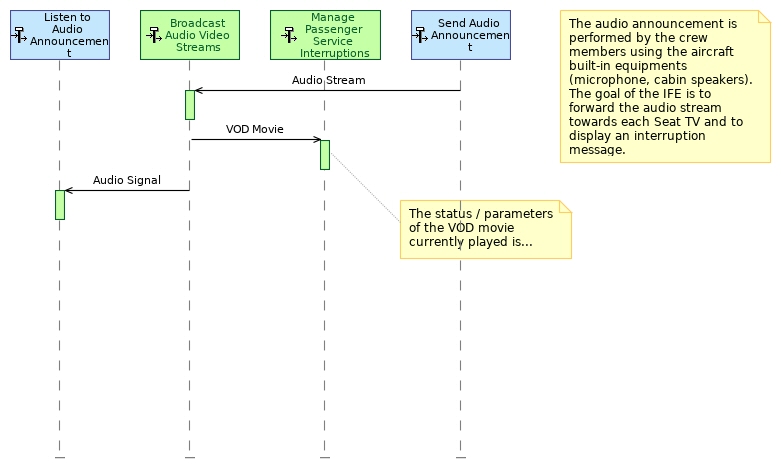 Listen to
Audio
Announcemen
t
Broadcast
Audio Video
Streams
Manage
Passenger
Service
Interruptions
Send Audio
Announcemen
t
The audio announcement is
performed by the crew
members using the aircraft
built-in equipments
(microphone, cabin speakers).
The goal of the IFE is to
forward the audio stream
towards each Seat TV and to
display an interruption
message.
Audio Stream
VOD Movie
Audio Signal
The status / parameters
of the VOD movie
currently played is...